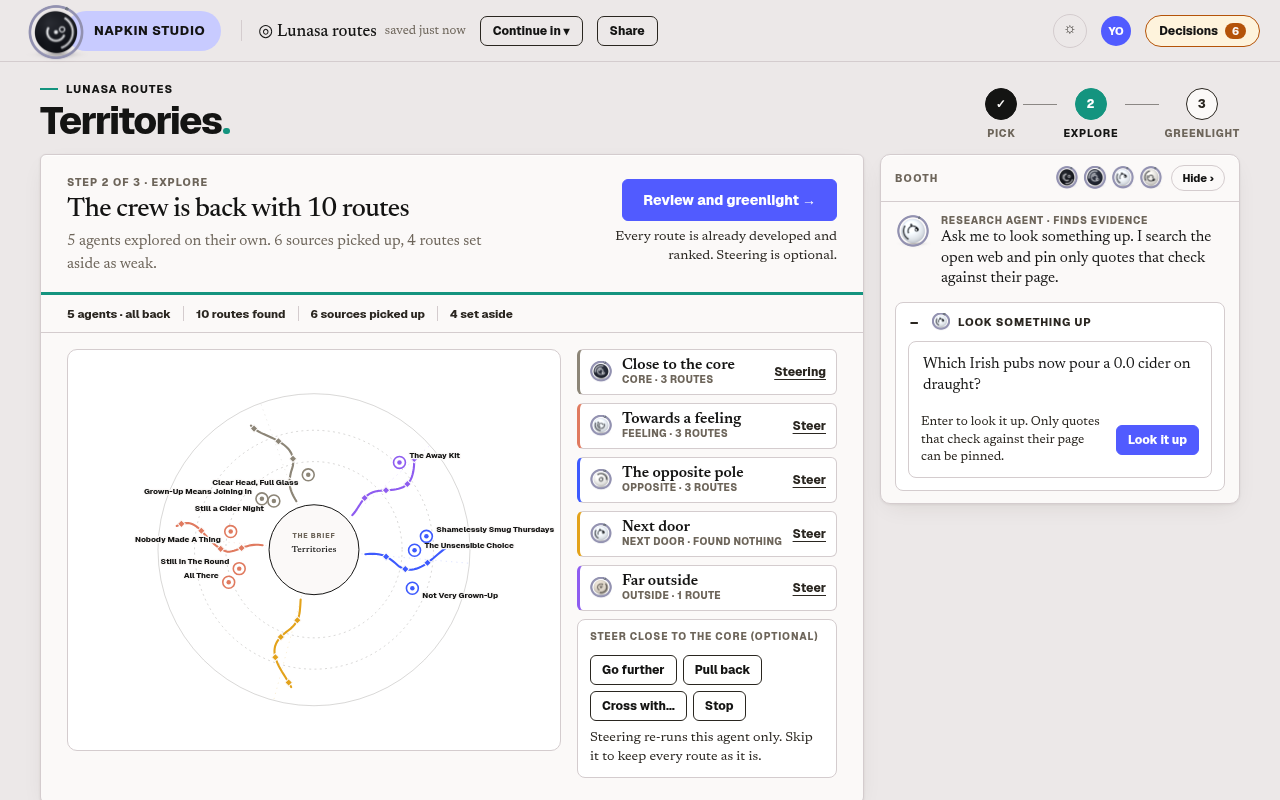 NAPKIN STUDIO
◎ Lunasa routes saved just now
Continue in ▾
Share
☼
YO
Decisions 6
LUNASA ROUTES
Territories.
✓ 2 3
PICK EXPLORE GREENLIGHT
STEP 2 OF 3 · EXPLORE
The crew is back with 10 routes
5 agents explored on their own. 6 sources picked up, 4 routes set
aside as weak.
Review and greenlight →
Every route is already developed and
ranked. Steering is optional.
5 agents · all back
10 routes found
6 sources picked up
4 set aside
The Away Kit
Clear Head, Full Glass
Grown-Up Means Joining In
Still a Cider Night
Shamelessly Smug Thursdays
Nobody Made A Thing
The Unsensible Choice
THE BRIEF
Territories
Still In The Round
All There
Not Very Grown-Up
Close to the core
CORE · 3 ROUTES
Steering
Towards a feeling
FEELING · 3 ROUTES
Steer
The opposite pole
OPPOSITE · 3 ROUTES
Steer
Next door
NEXT DOOR · FOUND NOTHING
Steer
Far outside
OUTSIDE · 1 ROUTE
Steer
STEER CLOSE TO THE CORE (OPTIONAL)
Go further
Pull back
Cross with...
Stop
Steering re-runs this agent only. Skip
it to keep every route as it is.
BOOTH
Hide ›
RESEARCH AGENT · FINDS EVIDENCE
Ask me to look something up. I search the
open web and pin only quotes that check
against their page.
– LOOK SOMETHING UP
Which Irish pubs now pour a 0.0 cider on
draught?
Enter to look it up. Only quotes
that check against their page
can be pinned.
Look it up